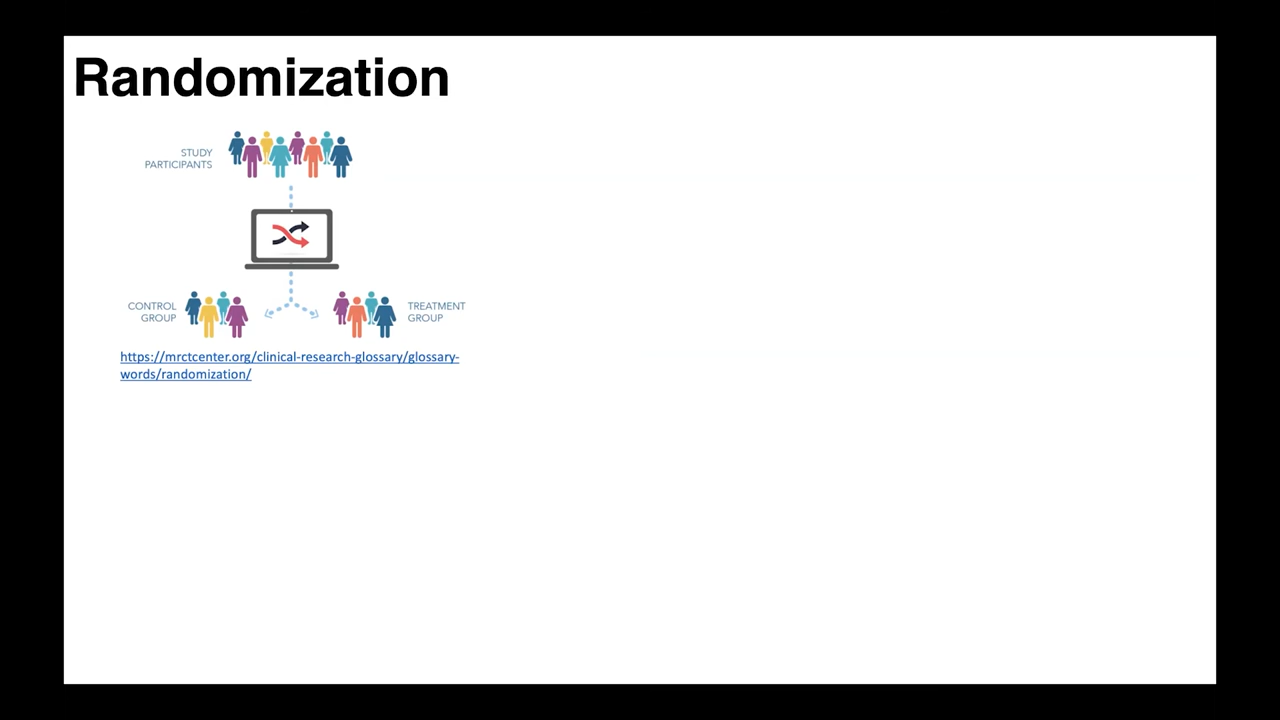 Randomization
STUDY
PARTICIPANTS
CONTROL
GROUP
TREATMENT
GROUP
https://mrctcenter.org/clinical-research-glossary/glossary-
words/randomization/